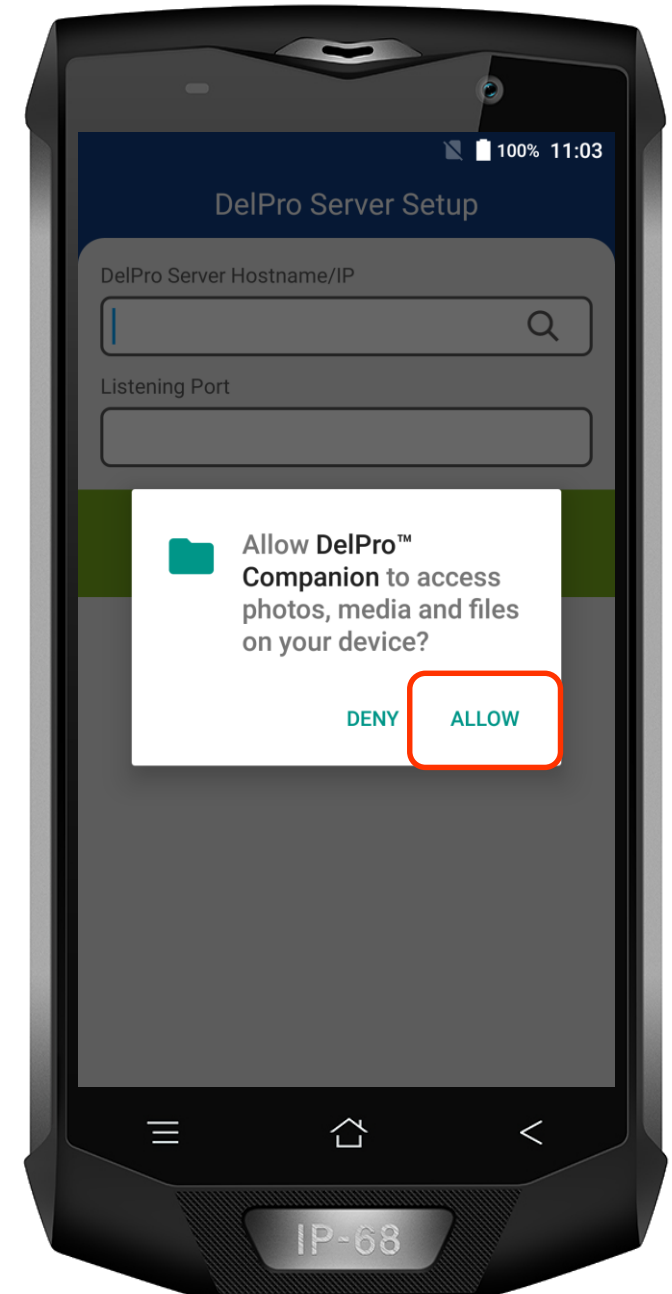 100% 11:03
DelPro Server Setup
DelPro Server Hostname/IP
Listening Port
Allow DelPro™
Companion to access
photos, media and files
on your device?
DENY ALLOW
IP-68